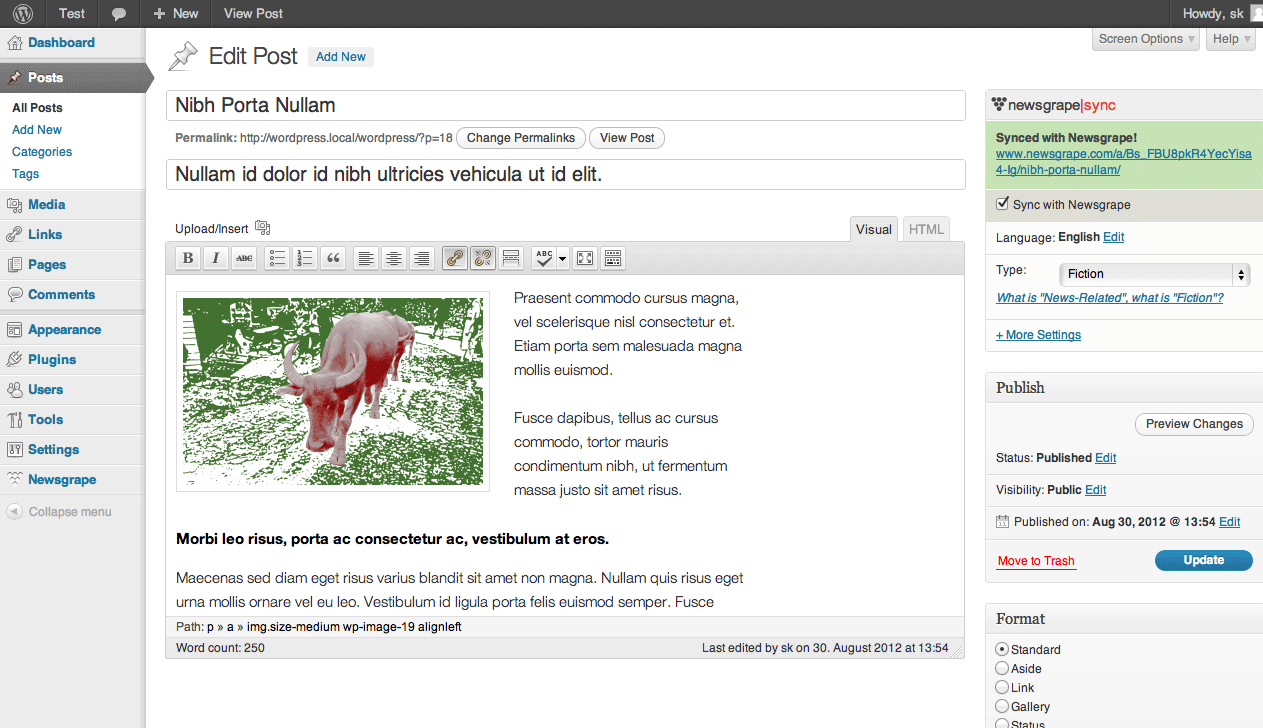 Test
New
View Post
Howdy, sk
Dashboard
Posts
All Posts
Add New
Categories
Tags
Media
Links
Pages
Comments
Appearance
Plugins
Users
Tools
Settings
Newsgrape
Collapse menu
Screen Options
Help
Edit Post
Add New
Nibh Porta Nullam
Permalink: http://wordpress.local/wordpress/?p=18 Change Permalinks View Post
Nullam id dolor id nibh ultricies vehicula ut id elit.
Upload/Insert
Visual
HTML
B I ABC ABC
Praesent commodo cursus magna,
vel scelerisque nisl consectetur et.
Etiam porta sem malesuada magna
mollis euismod.
Fusce dapibus, tellus ac cursus
commodo, tortor mauris
condimentum nibh, ut fermentum
massa justo sit amet risus.
Morbi leo risus, porta ac consectetur ac, vestibulum at eros.
Maecenas sed diam eget risus varius blandit sit amet non magna. Nullam quis risus eget
urna mollis ornare vel eu leo. Vestibulum id ligula porta felis euismod semper. Fusce
Path: p » a » img.size-medium wp-image-19 alignleft
Word count: 250
Last edited by sk on 30. August 2012 at 13:54
newsgrape|sync
Synced with Newsgrape!
www.newsgrape.com/a/Bs_FBU8pkR4YecYisa
4-Ig/nibh-porta-nullam/
Sync with Newsgrape
Language: English Edit
Type: Fiction
What is "News-Related", what is "Fiction"?
+ More Settings
Publish
Preview Changes
Status: Published Edit
Visibility: Public Edit
Published on: Aug 30, 2012 @ 13:54 Edit
Move to Trash
Update
Format
Standard
Aside
Link
Gallery
Status